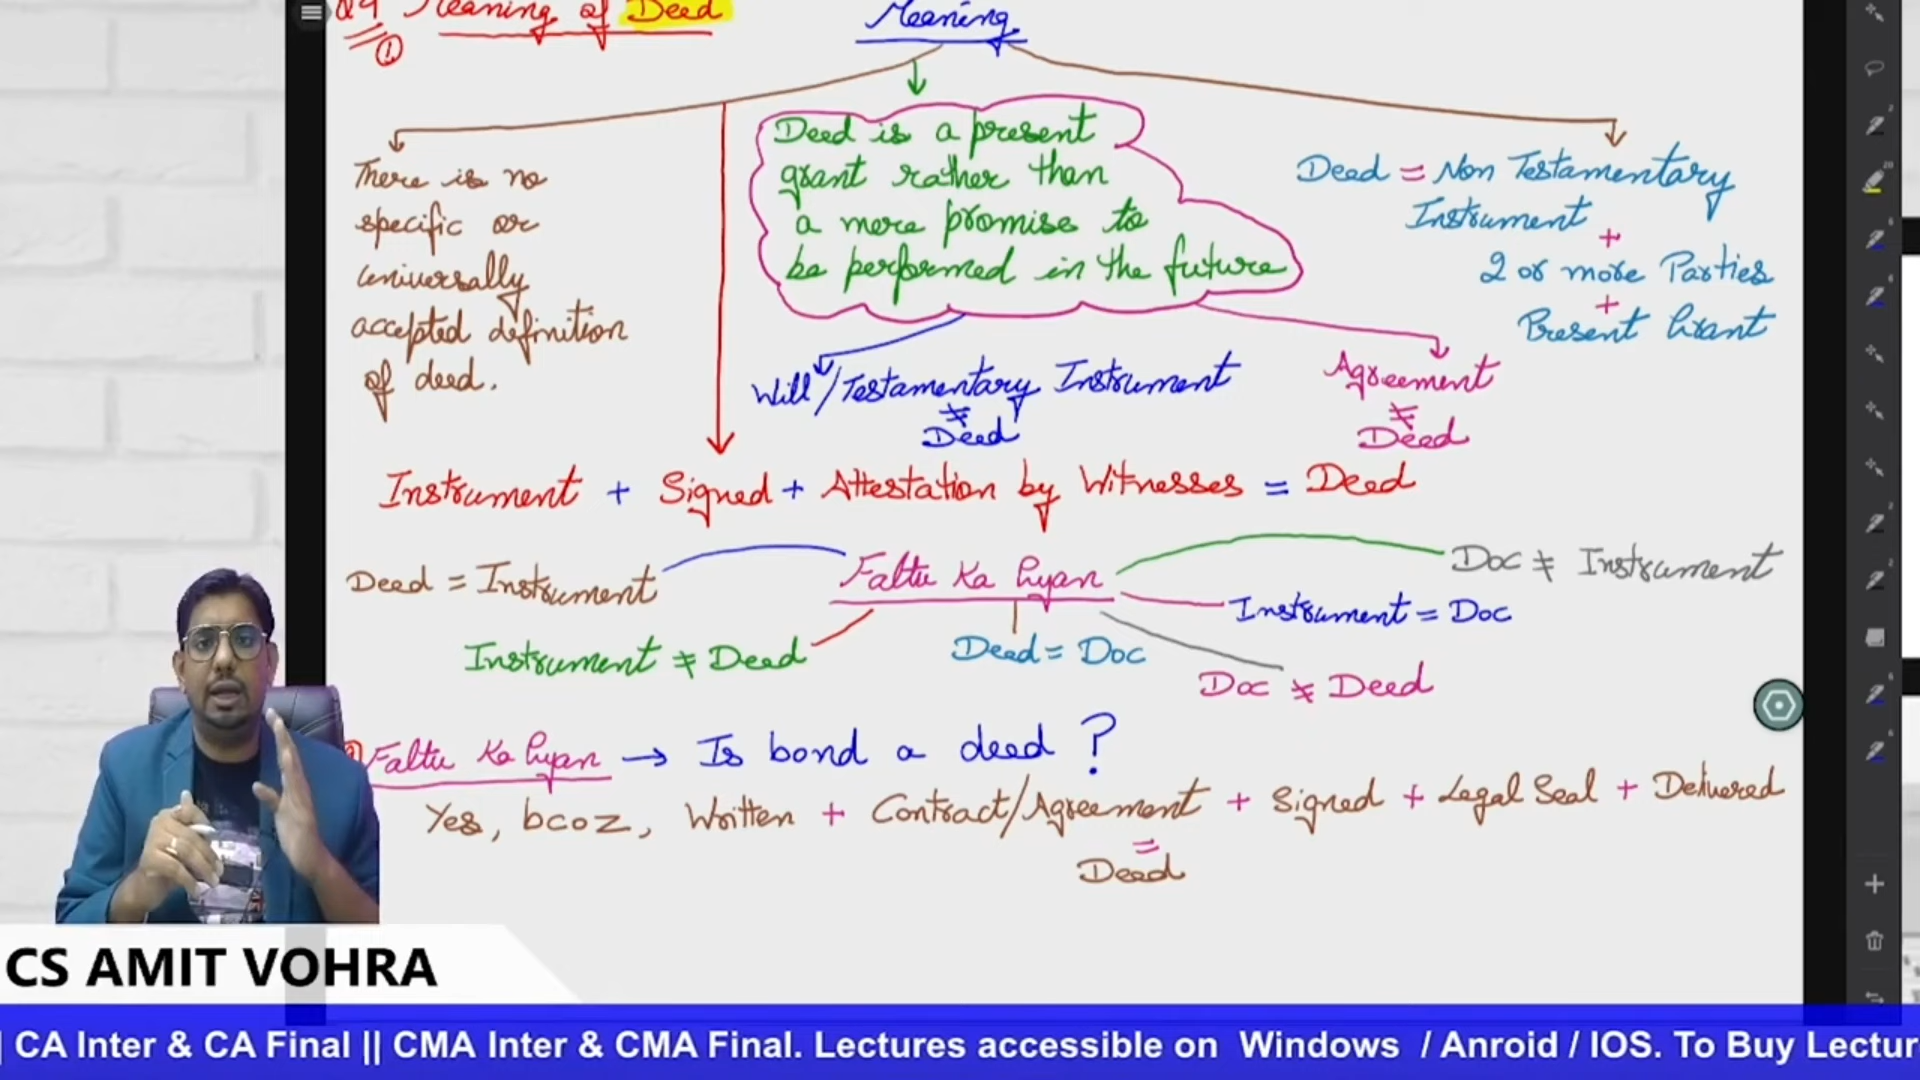 Q4 Meaning of Deed
①
Meaning
There is no
specific or
universally
accepted definition
of deed.
Deed is a present
grant rather than
a mere promise to
be performed in the future
Deed = Non Testamentary
Instrument
+
2 or more Parties
+
Present Grant
Will / Testamentary Instrument
≠
Deed
Agreement
≠
Deed
Instrument + Signed + Attestation by Witnesses = Deed
Faltu Ka Gyan
Deed = Instrument
Instrument ≠ Deed
Deed = Doc
Doc ≠ Instrument
Instrument = Doc
Doc ≠ Deed
Faltu Ka Gyan → Is bond a deed ?
Yes, bcoz, Written + Contract/Agreement + Signed + Legal Seal + Delivered
=
Deed
CS AMIT VOHRA
| CA Inter & CA Final || CMA Inter & CMA Final. Lectures accessible on Windows / Anroid / IOS. To Buy Lectur